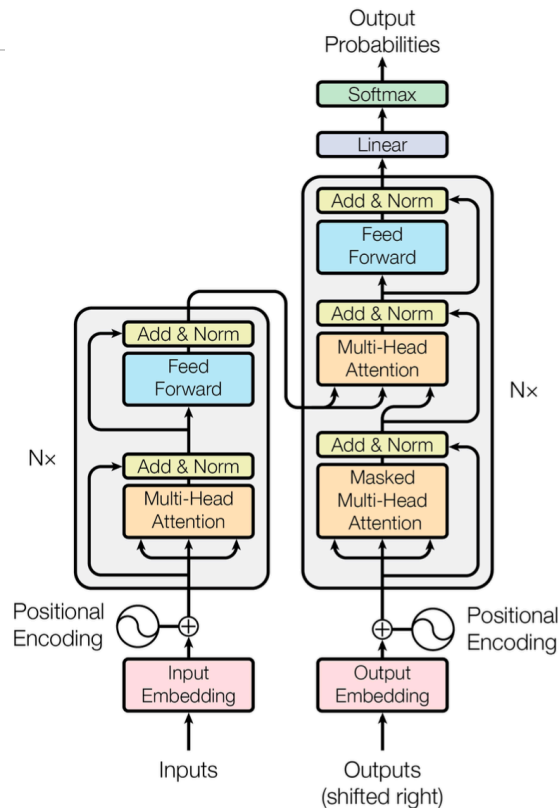 Output
Probabilities
Softmax
Linear
Add & Norm
Feed
Forward
Add & Norm
Multi-Head
Attention
Add & Norm
Masked
Multi-Head
Attention
N×
Add & Norm
Feed
Forward
Add & Norm
Multi-Head
Attention
N×
Positional
Encoding
Positional
Encoding
Input
Embedding
Output
Embedding
Inputs
Outputs
(shifted right)